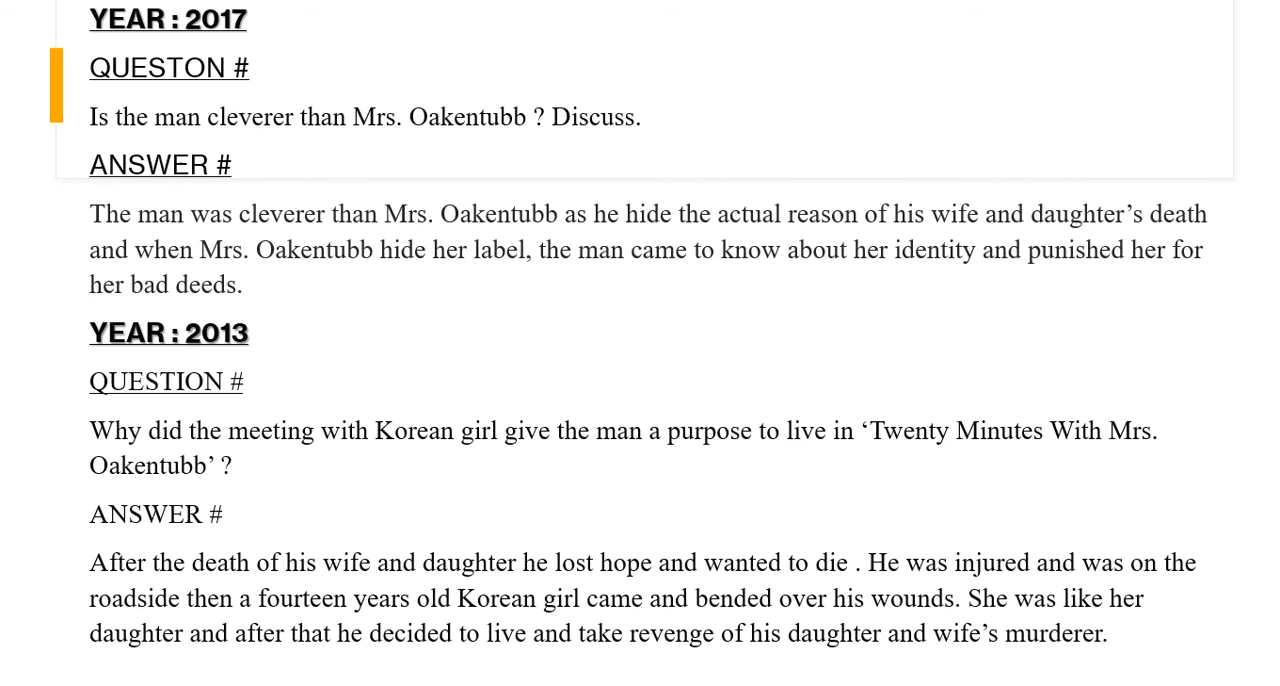 YEAR : 2017
QUESTON #
Is the man cleverer than Mrs. Oakentubb ? Discuss.
ANSWER #
The man was cleverer than Mrs. Oakentubb as he hide the actual reason of his wife and daughter’s death
and when Mrs. Oakentubb hide her label, the man came to know about her identity and punished her for
her bad deeds.
YEAR : 2013
QUESTION #
Why did the meeting with Korean girl give the man a purpose to live in ‘Twenty Minutes With Mrs.
Oakentubb’ ?
ANSWER #
After the death of his wife and daughter he lost hope and wanted to die . He was injured and was on the
roadside then a fourteen years old Korean girl came and bended over his wounds. She was like her
daughter and after that he decided to live and take revenge of his daughter and wife’s murderer.